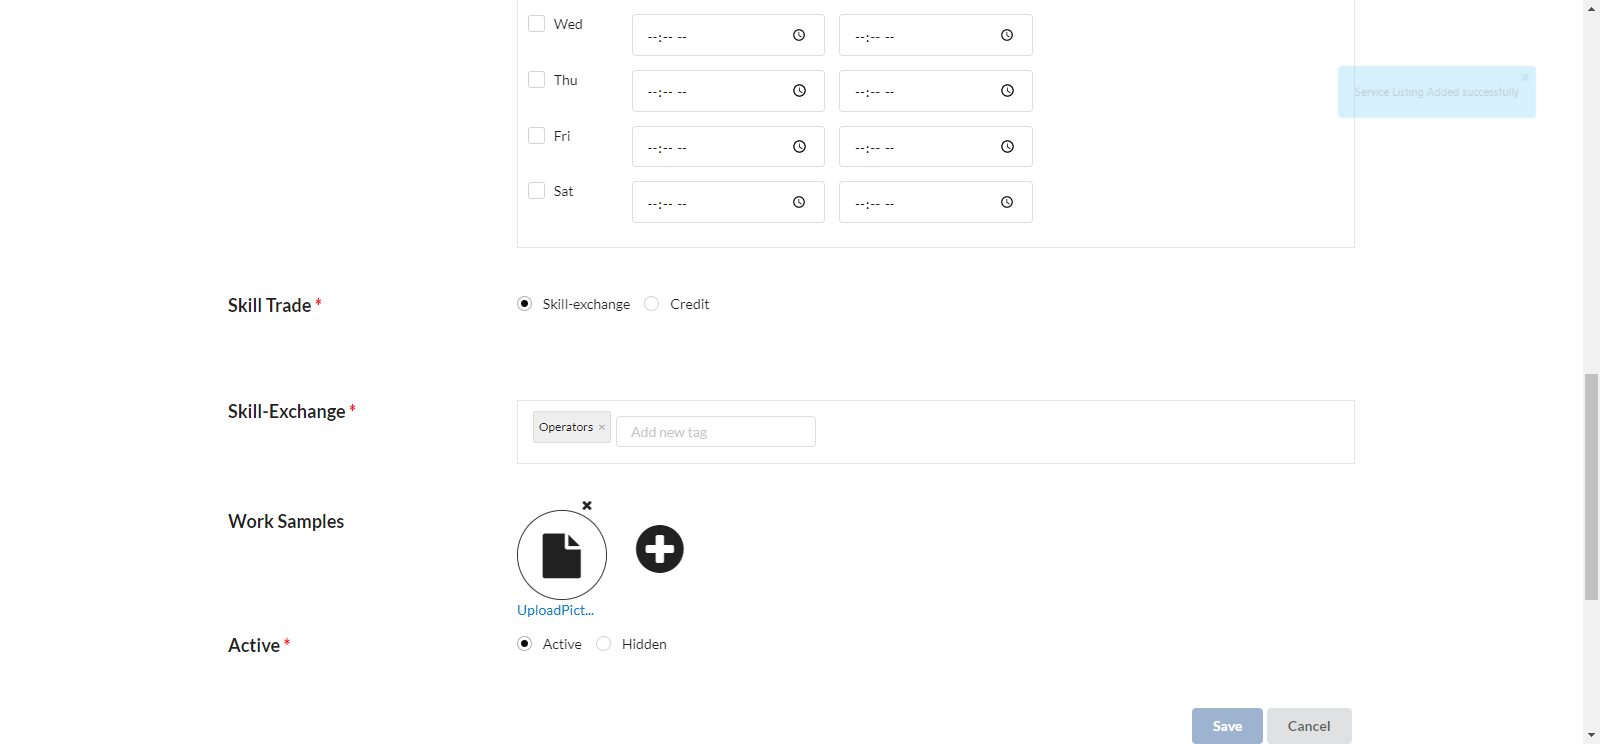 Wed --:-- -- --:-- --
Service Listing Added successfully
Thu --:-- -- --:-- --
Fri --:-- -- --:-- --
Sat --:-- -- --:-- --
Skill Trade * Skill-exchange Credit
Skill-Exchange * Operators × Add new tag
Work Samples
UploadPict...
Active * Active Hidden
Save Cancel